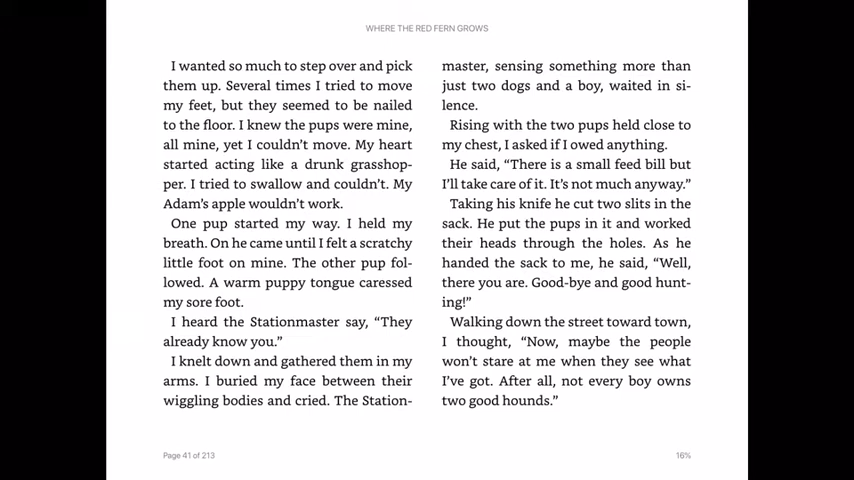 WHERE THE RED FERN GROWS
I wanted so much to step over and pick
them up. Several times I tried to move
my feet, but they seemed to be nailed
to the floor. I knew the pups were mine,
all mine, yet I couldn’t move. My heart
started acting like a drunk grasshop-
per. I tried to swallow and couldn’t. My
Adam’s apple wouldn’t work.
One pup started my way. I held my
breath. On he came until I felt a scratchy
little foot on mine. The other pup fol-
lowed. A warm puppy tongue caressed
my sore foot.
I heard the Stationmaster say, “They
already know you.”
I knelt down and gathered them in my
arms. I buried my face between their
wiggling bodies and cried. The Station-
master, sensing something more than
just two dogs and a boy, waited in si-
lence.
Rising with the two pups held close to
my chest, I asked if I owed anything.
He said, “There is a small feed bill but
I’ll take care of it. It’s not much anyway.”
Taking his knife he cut two slits in the
sack. He put the pups in it and worked
their heads through the holes. As he
handed the sack to me, he said, “Well,
there you are. Good-bye and good hunt-
ing!”
Walking down the street toward town,
I thought, “Now, maybe the people
won’t stare at me when they see what
I’ve got. After all, not every boy owns
two good hounds.”
Page 41 of 213
16%